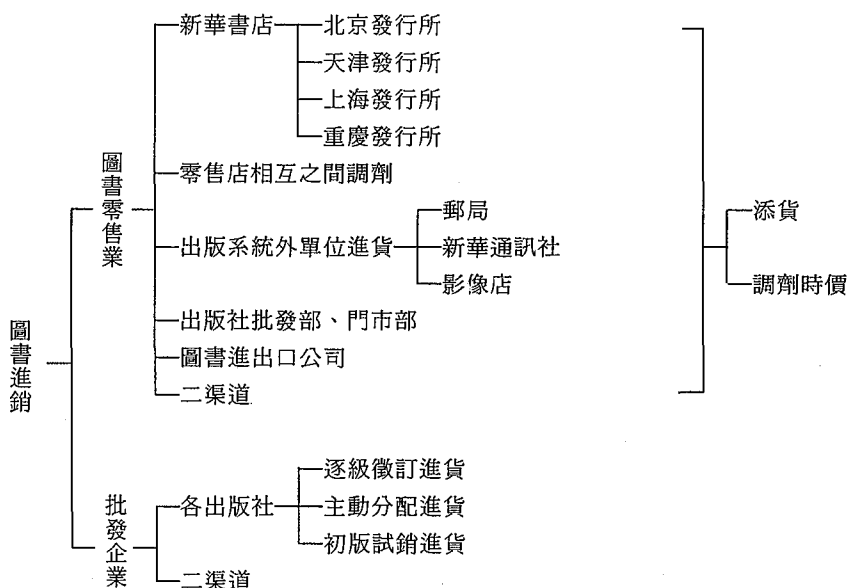 圖書進銷
圖書零售業
新華書店
北京發行所
天津發行所
上海發行所
重慶發行所
零售店相互之間調劑
出版系統外單位進貨
郵局
新華通訊社
影像店
出版社批發部、門市部
圖書進出口公司
二渠道
添貨
調劑時價
批發企業
各出版社
逐級徵訂進貨
主動分配進貨
初版試銷進貨
二渠道